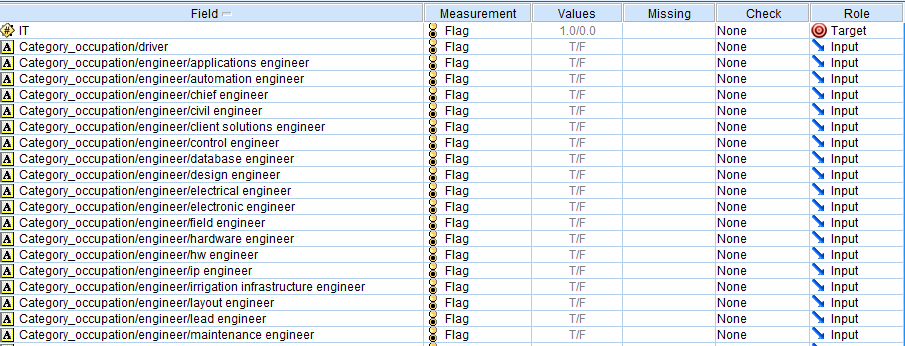 Field Measurement Values Missing Check Role
IT Flag 1.0/0.0 None Target
Category_occupation/driver Flag T/F None Input
Category_occupation/engineer/applications engineer Flag T/F None Input
Category_occupation/engineer/automation engineer Flag T/F None Input
Category_occupation/engineer/chief engineer Flag T/F None Input
Category_occupation/engineer/civil engineer Flag T/F None Input
Category_occupation/engineer/client solutions engineer Flag T/F None Input
Category_occupation/engineer/control engineer Flag T/F None Input
Category_occupation/engineer/database engineer Flag T/F None Input
Category_occupation/engineer/design engineer Flag T/F None Input
Category_occupation/engineer/electrical engineer Flag T/F None Input
Category_occupation/engineer/electronic engineer Flag T/F None Input
Category_occupation/engineer/field engineer Flag T/F None Input
Category_occupation/engineer/hardware engineer Flag T/F None Input
Category_occupation/engineer/hw engineer Flag T/F None Input
Category_occupation/engineer/ip engineer Flag T/F None Input
Category_occupation/engineer/irrigation infrastructure engineer Flag T/F None Input
Category_occupation/engineer/layout engineer Flag T/F None Input
Category_occupation/engineer/lead engineer Flag T/F None Input
Category_occupation/engineer/maintenance engineer Flag T/F None Input